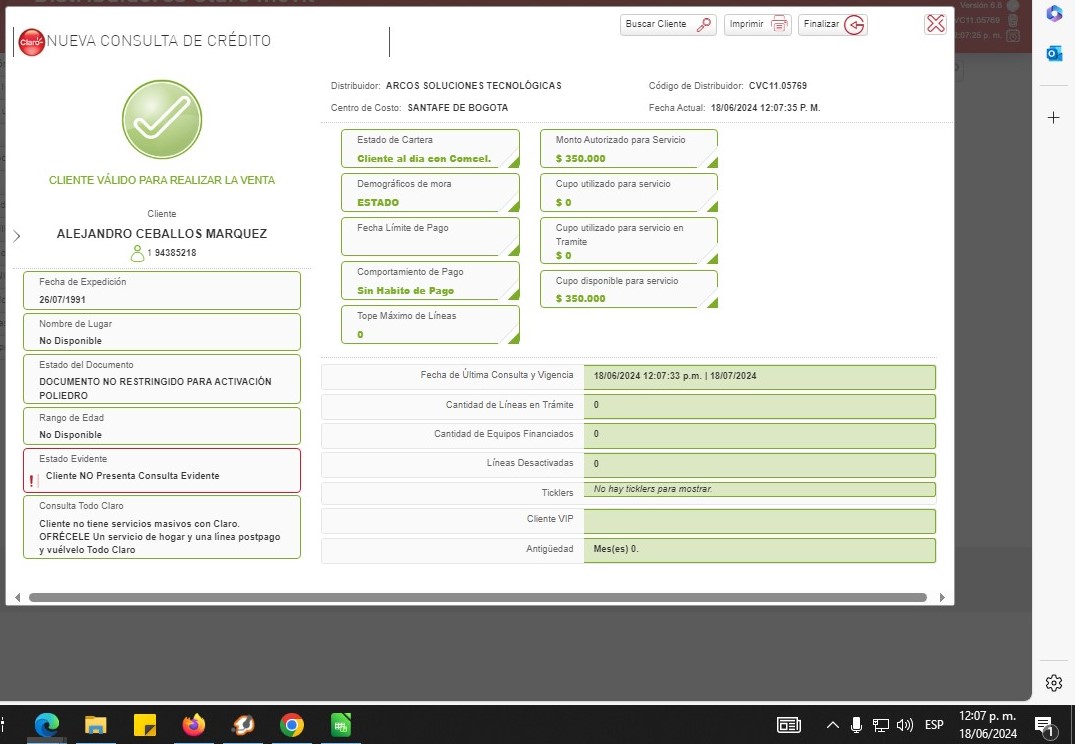 Versión 6.6
Buscar Cliente
Imprimir
Finalizar
Claro
NUEVA CONSULTA DE CRÉDITO
CLIENTE VÁLIDO PARA REALIZAR LA VENTA
Cliente
ALEJANDRO CEBALLOS MARQUEZ
1 94385218
Fecha de Expedición
26/07/1991
Nombre de Lugar
No Disponible
Estado del Documento
DOCUMENTO NO RESTRINGIDO PARA ACTIVACIÓN
POLIEDRO
Rango de Edad
No Disponible
Estado Evidente
! Cliente NO Presenta Consulta Evidente
Consulta Todo Claro
Cliente no tiene servicios masivos con Claro.
OFRÉCELE Un servicio de hogar y una línea postpago
y vuélvelo Todo Claro
Distribuidor: ARCOS SOLUCIONES TECNOLÓGICAS
Código de Distribuidor: CVC11.05769
Centro de Costo: SANTAFE DE BOGOTA
Fecha Actual: 18/06/2024 12:07:35 P. M.
Estado de Cartera
Cliente al dia con Comcel.
Demográficos de mora
ESTADO
Fecha Límite de Pago
Comportamiento de Pago
Sin Habito de Pago
Tope Máximo de Líneas
0
Monto Autorizado para Servicio
$ 350.000
Cupo utilizado para servicio
$ 0
Cupo utilizado para servicio en
Tramite
$ 0
Cupo disponible para servicio
$ 350.000
Fecha de Última Consulta y Vigencia 18/06/2024 12:07:33 p.m. | 18/07/2024
Cantidad de Líneas en Trámite 0
Cantidad de Equipos Financiados 0
Líneas Desactivadas 0
Ticklers No hay ticklers para mostrar.
Cliente VIP
Antigüedad Mes(es) 0.
ESP
12:07 p. m.
18/06/2024
1